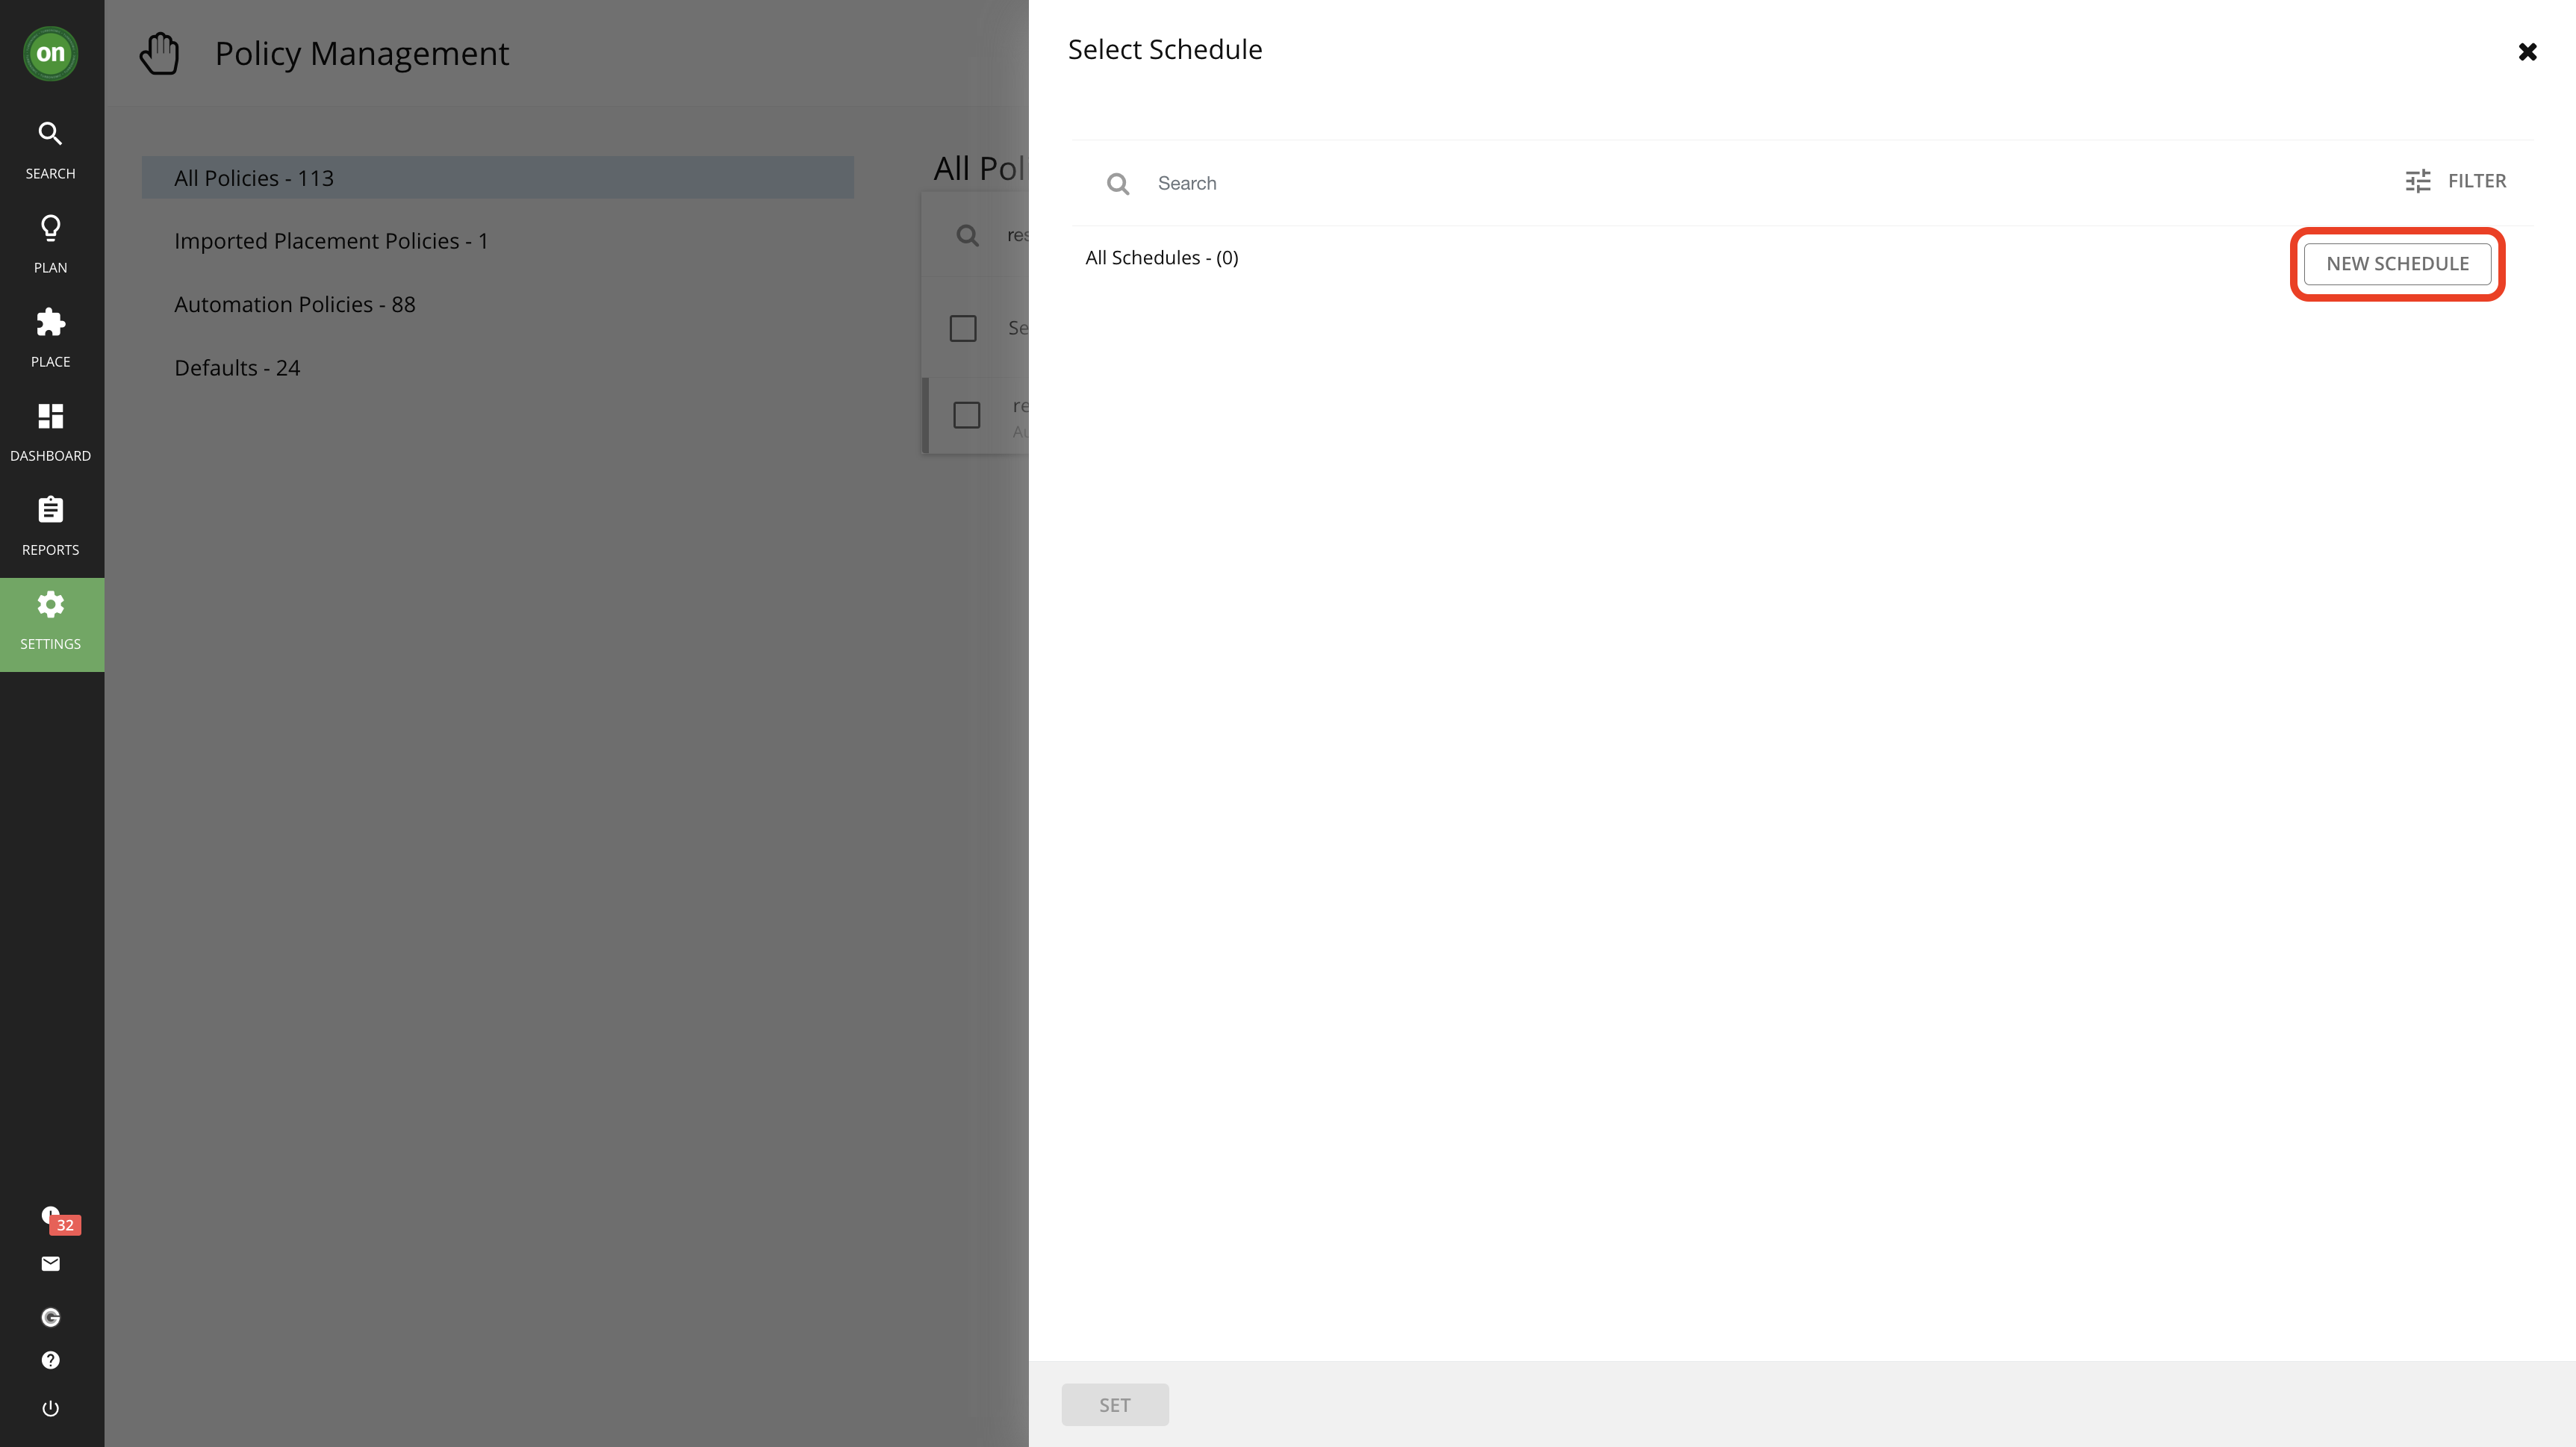 on
SEARCH
PLAN
PLACE
DASHBOARD
REPORTS
SETTINGS
32
Policy Management
All Policies - 113
Imported Placement Policies - 1
Automation Policies - 88
Defaults - 24
All Pol
res
Se
re
Au
Select Schedule
Search
FILTER
All Schedules - (0)
NEW SCHEDULE
SET